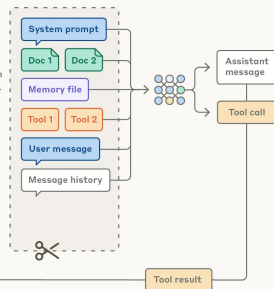 System prompt
Doc 1 Doc 2
Memory file
Tool 1 Tool 2
User message
Message history
Assistant
message
Tool call
Tool result